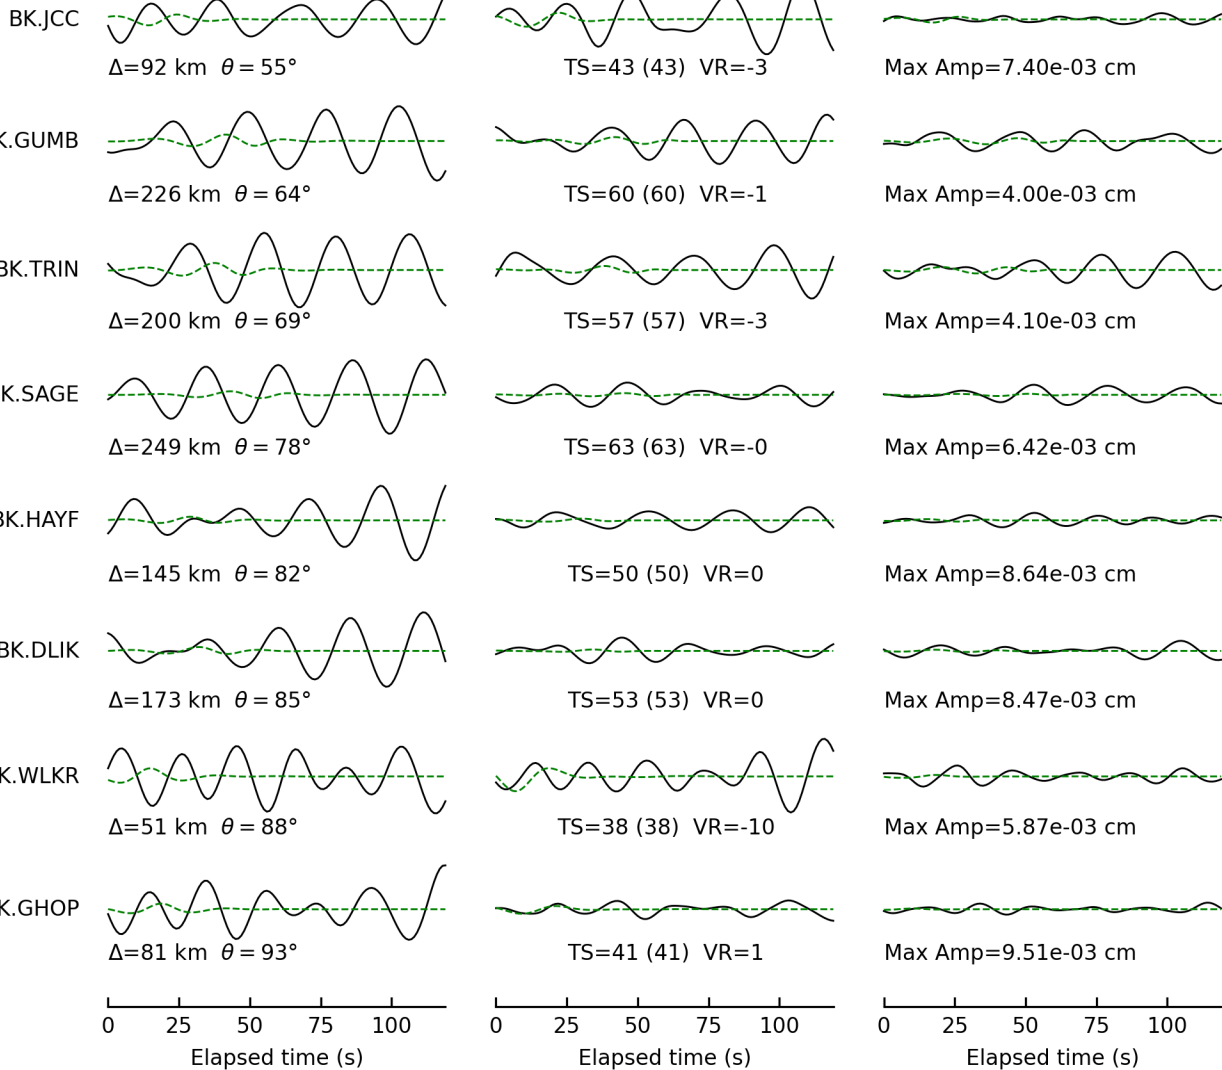 BK.JCC
Δ=92 km θ = 55° TS=43 (43) VR=-3 Max Amp=7.40e-03 cm
K.GUMB
Δ=226 km θ = 64° TS=60 (60) VR=-1 Max Amp=4.00e-03 cm
BK.TRIN
Δ=200 km θ = 69° TS=57 (57) VR=-3 Max Amp=4.10e-03 cm
K.SAGE
Δ=249 km θ = 78° TS=63 (63) VR=-0 Max Amp=6.42e-03 cm
BK.HAYF
Δ=145 km θ = 82° TS=50 (50) VR=0 Max Amp=8.64e-03 cm
BK.DLIK
Δ=173 km θ = 85° TS=53 (53) VR=0 Max Amp=8.47e-03 cm
K.WLKR
Δ=51 km θ = 88° TS=38 (38) VR=-10 Max Amp=5.87e-03 cm
K.GHOP
Δ=81 km θ = 93° TS=41 (41) VR=1 Max Amp=9.51e-03 cm
0 25 50 75 100 0 25 50 75 100 0 25 50 75 100
Elapsed time (s) Elapsed time (s) Elapsed time (s)